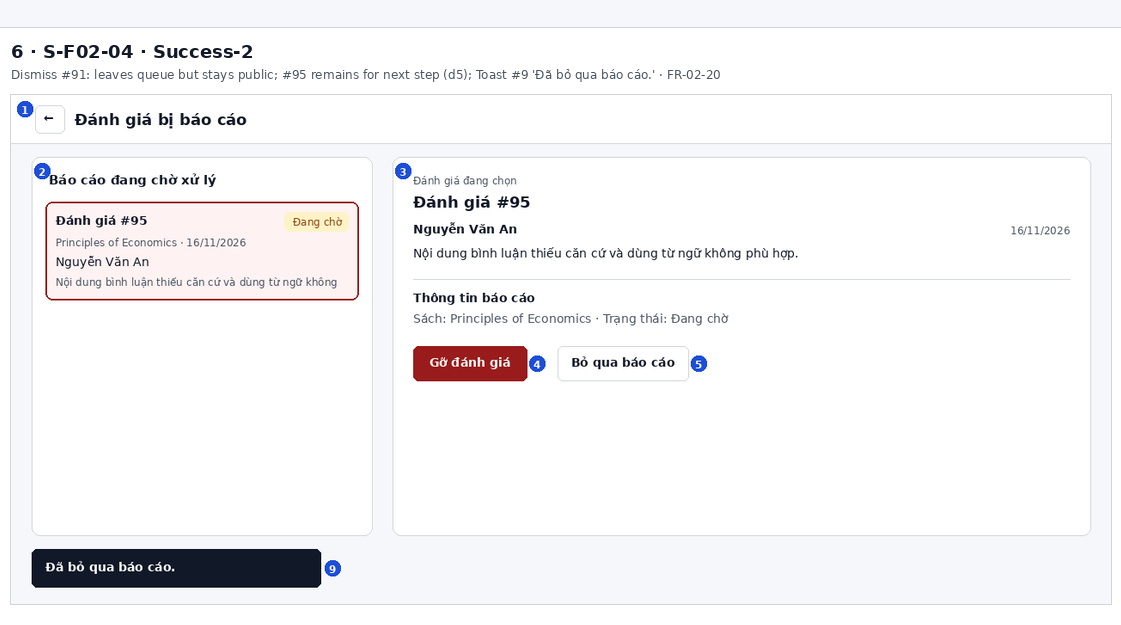 6 · S-F02-04 · Success-2
Dismiss #91: leaves queue but stays public; #95 remains for next step (d5); Toast #9 'Đã bỏ qua báo cáo.' · FR-02-20
1
← Đánh giá bị báo cáo
2
Báo cáo đang chờ xử lý
Đánh giá #95
Đang chờ
Principles of Economics · 16/11/2026
Nguyễn Văn An
Nội dung bình luận thiếu căn cứ và dùng từ ngữ không
3
Đánh giá đang chọn
Đánh giá #95
Nguyễn Văn An
16/11/2026
Nội dung bình luận thiếu căn cứ và dùng từ ngữ không phù hợp.
Thông tin báo cáo
Sách: Principles of Economics · Trạng thái: Đang chờ
Gỡ đánh giá
4
Bỏ qua báo cáo
5
Đã bỏ qua báo cáo.
9